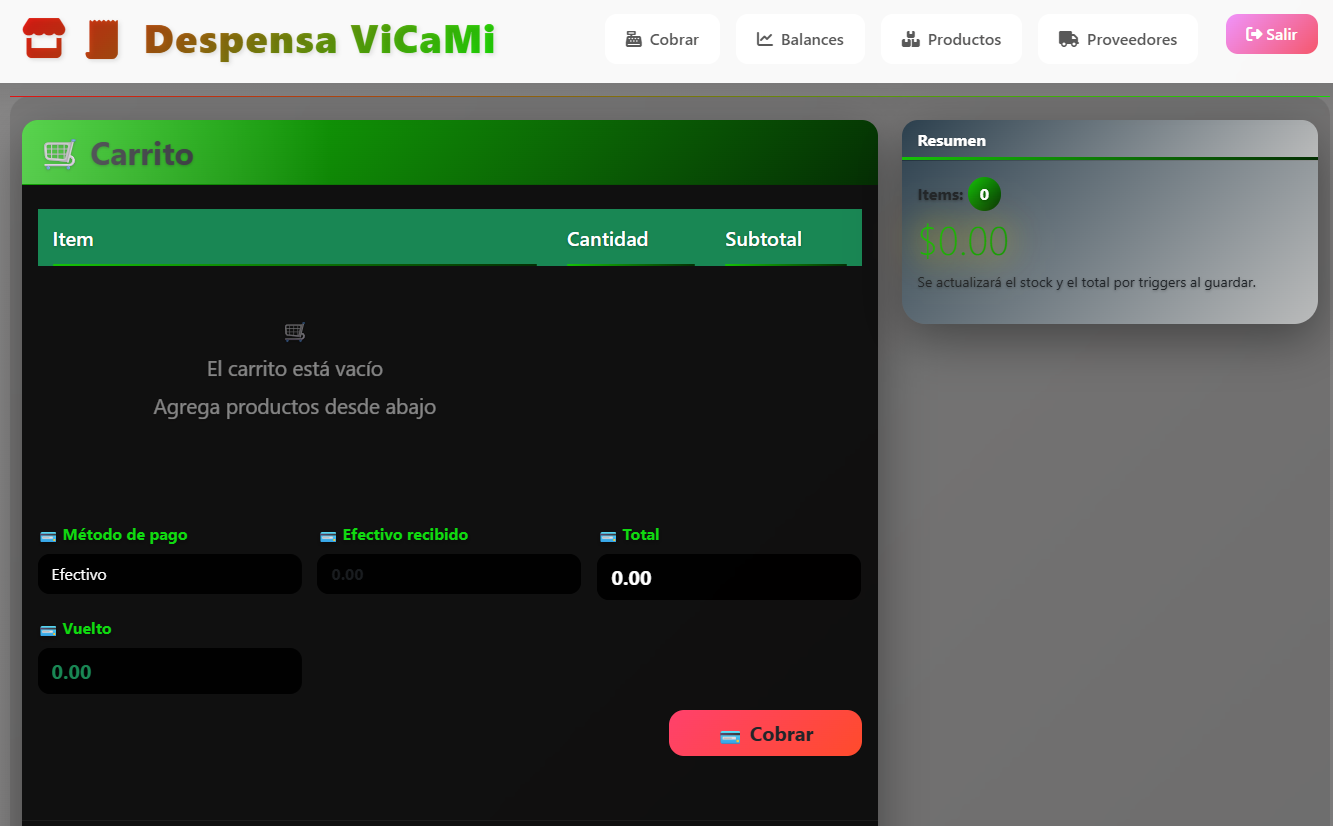 Despensa ViCaMi
Cobrar
Balances
Productos
Proveedores
Salir
Carrito
Item Cantidad Subtotal
El carrito está vacío
Agrega productos desde abajo
Método de pago
Efectivo
Efectivo recibido
0.00
Total
0.00
Vuelto
0.00
Cobrar
Resumen
Items: 0
$0.00
Se actualizará el stock y el total por triggers al guardar.